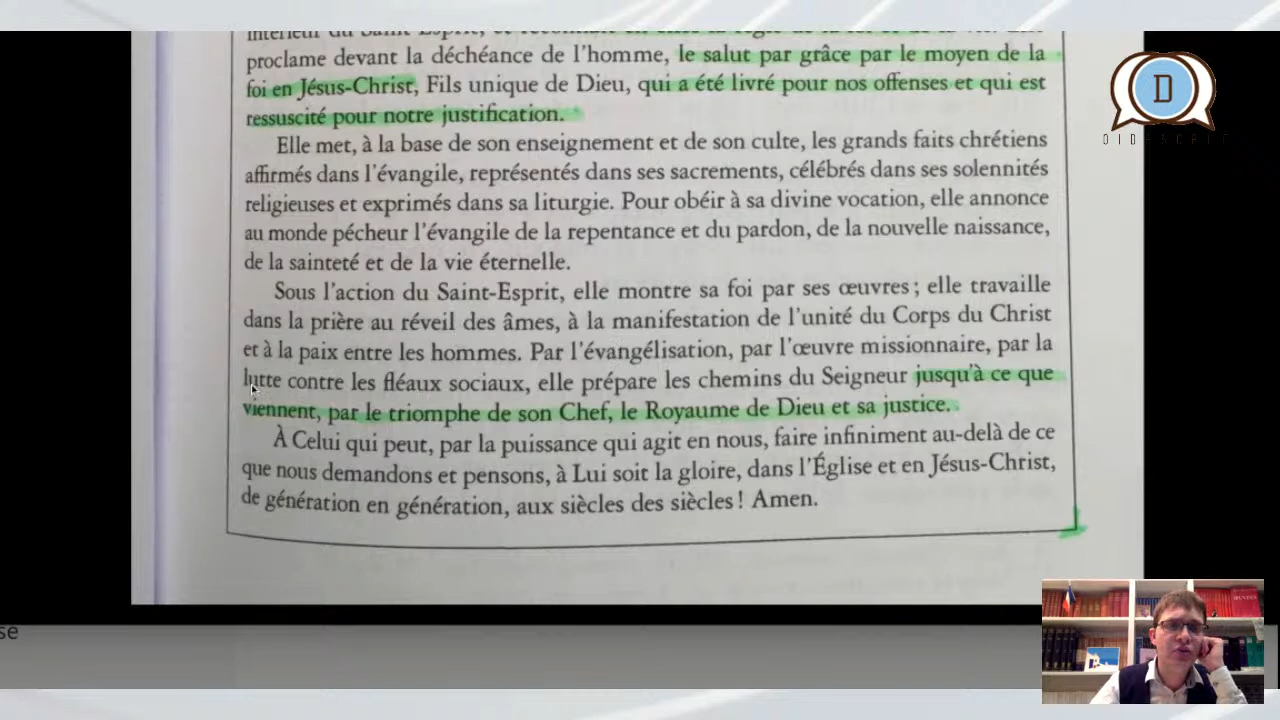 proclame devant la déchéance de l'homme, le salut par grâce par le moyen de la
foi en Jésus-Christ, Fils unique de Dieu, qui a été livré pour nos offenses et qui est
ressuscité pour notre justification.
Elle met, à la base de son enseignement et de son culte, les grands faits chrétiens
affirmés dans l'évangile, représentés dans ses sacrements, célébrés dans ses solennités
religieuses et exprimés dans sa liturgie. Pour obéir à sa divine vocation, elle annonce
au monde pécheur l'évangile de la repentance et du pardon, de la nouvelle naissance,
de la sainteté et de la vie éternelle.
Sous l'action du Saint-Esprit, elle montre sa foi par ses œuvres ; elle travaille
dans la prière au réveil des âmes, à la manifestation de l'unité du Corps du Christ
et à la paix entre les hommes. Par l'évangélisation, par l'œuvre missionnaire, par la
lutte contre les fléaux sociaux, elle prépare les chemins du Seigneur jusqu'à ce que
viennent, par le triomphe de son Chef, le Royaume de Dieu et sa justice.
À Celui qui peut, par la puissance qui agit en nous, faire infiniment au-delà de ce
que nous demandons et pensons, à Lui soit la gloire, dans l'Église et en Jésus-Christ,
de génération en génération, aux siècles des siècles ! Amen.
D
se